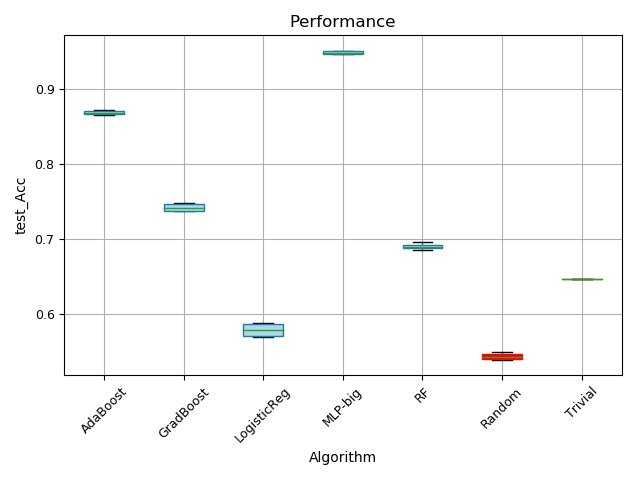 Performance
test_Acc
0.9
0.8
0.7
0.6
AdaBoost
GradBoost
LogisticReg
MLP-big
RF
Random
Trivial
Algorithm